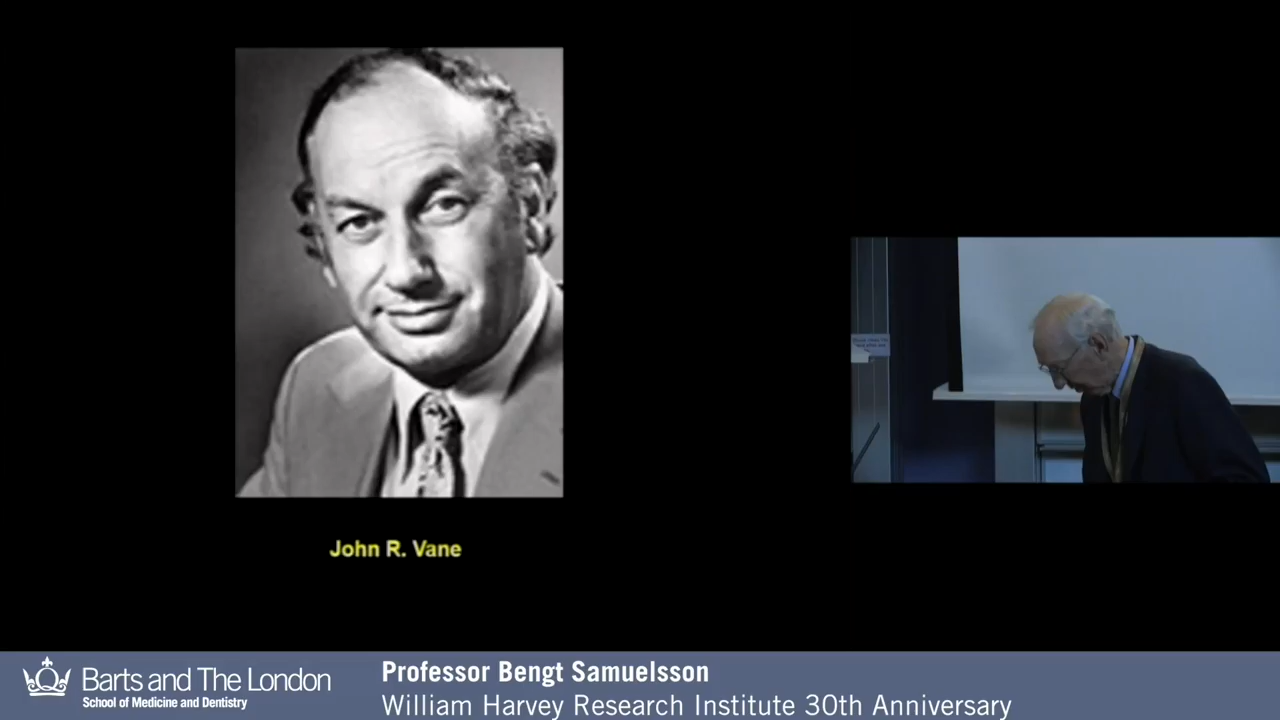 John R. Vane
Barts and The London
School of Medicine and Dentistry
Professor Bengt Samuelsson
William Harvey Research Institute 30th Anniversary